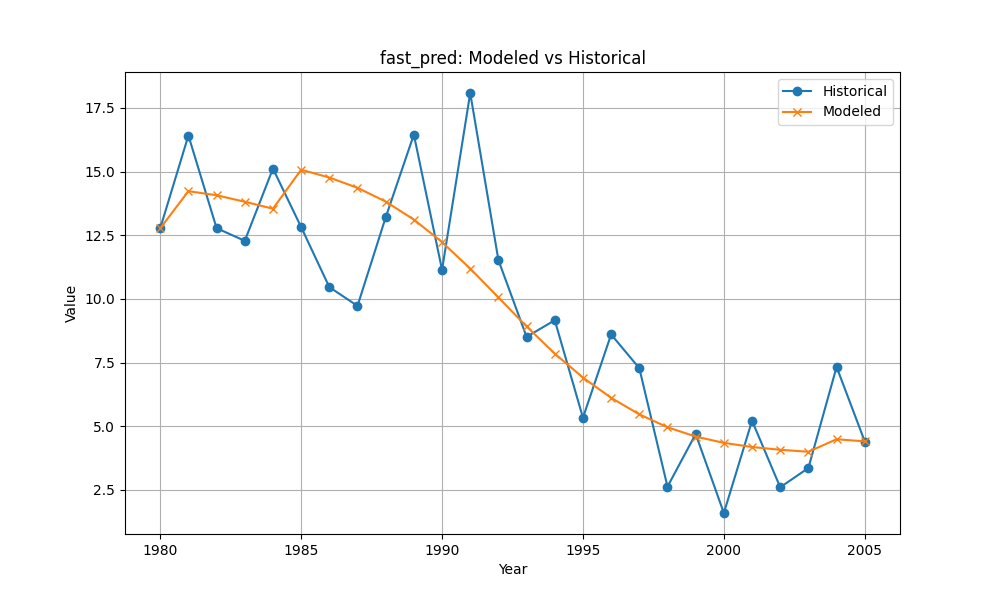 fast_pred: Modeled vs Historical
Historical
Modeled
17.5
15.0
12.5
10.0
7.5
5.0
2.5
Value
1980
1985
1990
1995
2000
2005
Year